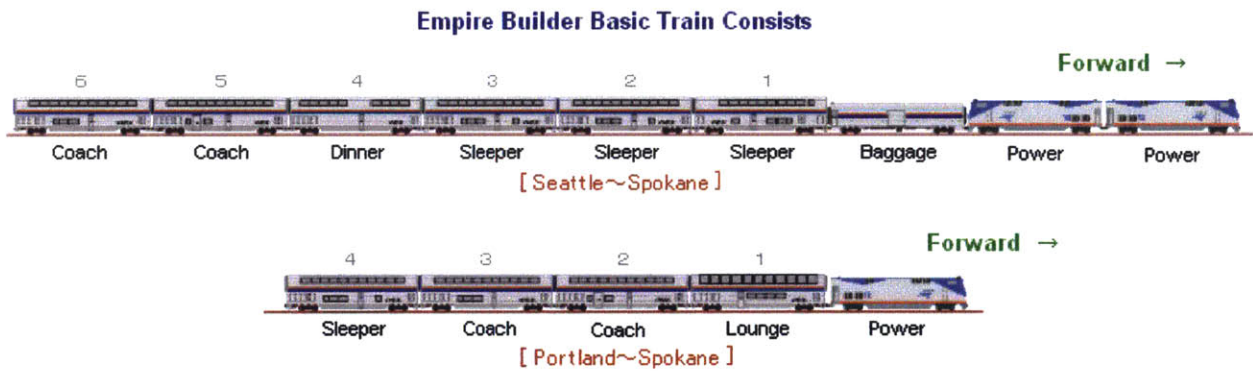 Empire Builder Basic Train Consists
Forward →
6 5 4 3 2 1
Coach Coach Dinner Sleeper Sleeper Sleeper Baggage Power Power
[ Seattle～Spokane ]
Forward →
4 3 2 1
Sleeper Coach Coach Lounge Power
[ Portland～Spokane ]